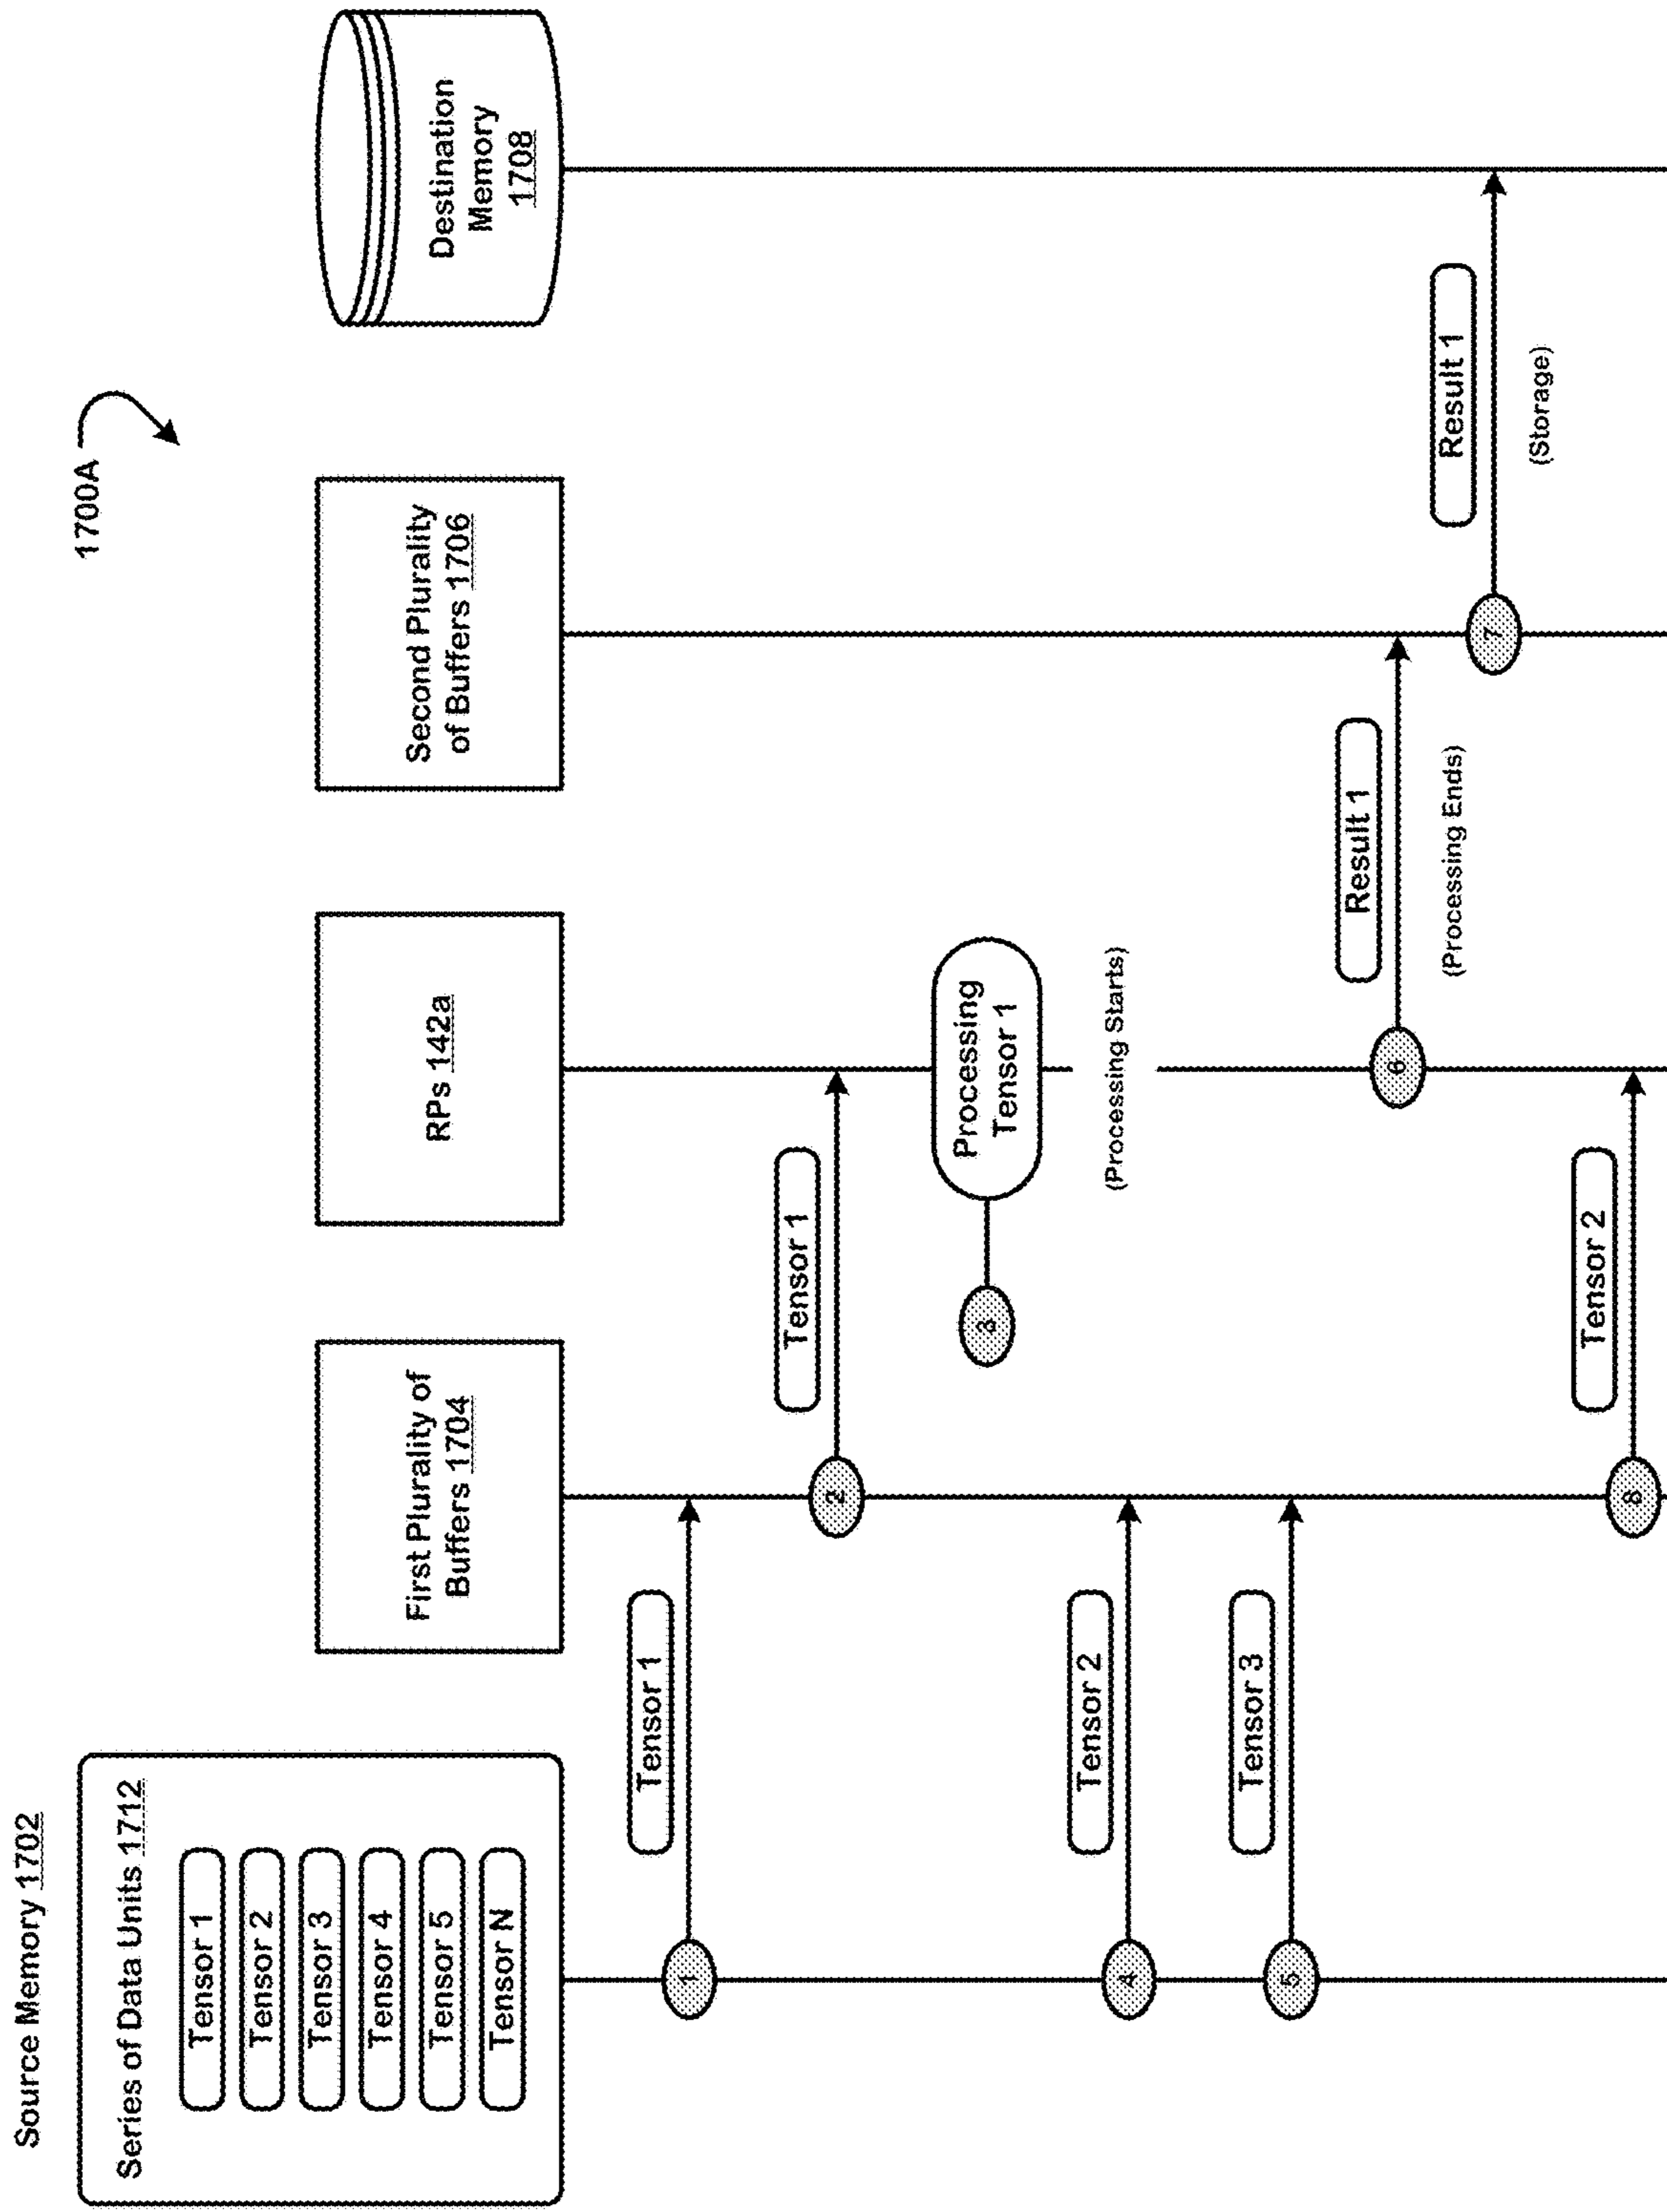 1700A
Source Memory 1702
Series of Data Units 1712
Tensor 1
Tensor 2
Tensor 3
Tensor 4
Tensor 5
Tensor N
First Plurality of
Buffers 1704
RPs 142a
Second Plurality
of Buffers 1706
Destination
Memory
1708
1
Tensor 1
2
Tensor 1
3
Processing
Tensor 1
(Processing Starts)
4
Tensor 2
5
Tensor 3
6
Result 1
(Processing Ends)
7
Result 1
(Storage)
8
Tensor 2